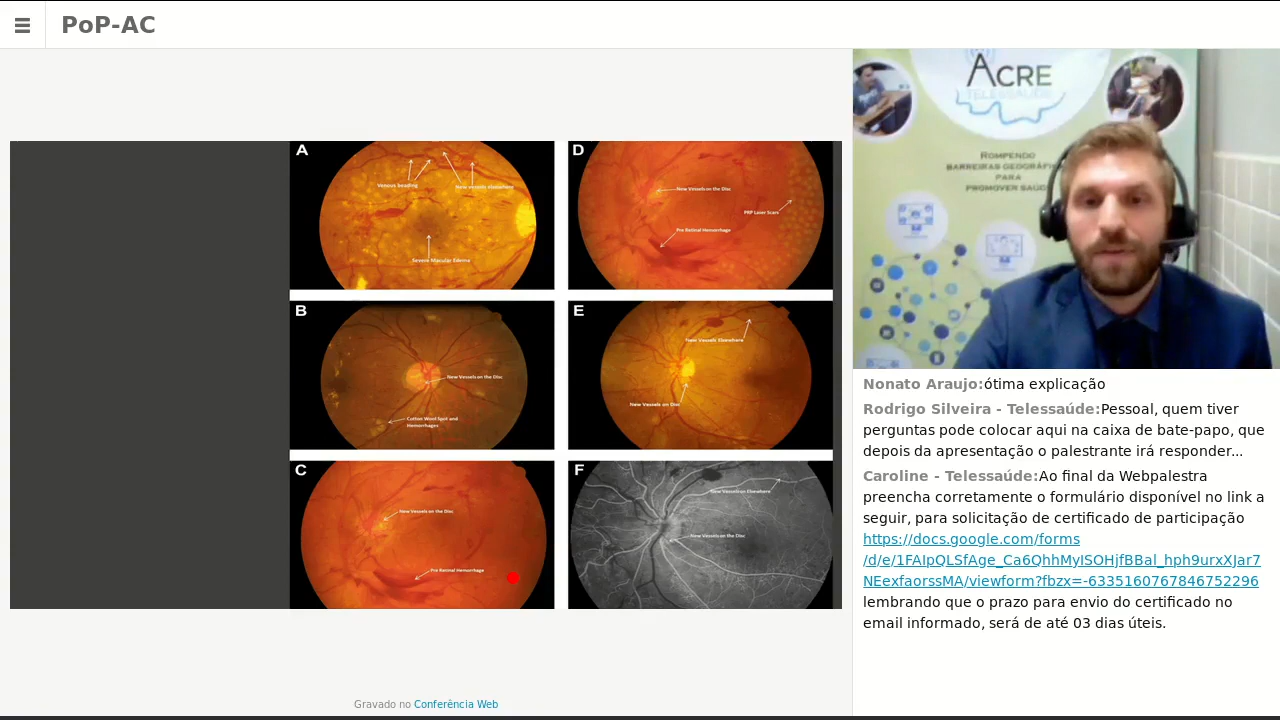 PoP-AC
A
Venous beading
New vessels elsewhere
Severe Macular Edema
D
New Vessels on the Disc
PRP Laser Scars
Pre Retinal Hemorrhage
B
New Vessels on the Disc
Cotton Wool Spot and
Hemorrhages
E
New Vessels Elsewhere
New Vessels on Disc
C
New Vessels on the Disc
Pre Retinal Hemorrhage
F
New Vessels on Elsewhere
New Vessels on the Disc
Gravado no Conferência Web
ACRE
TELESSAÚDE
ROMPENDO
BARREIRAS GEOGRÁF
PARA
PROMOVER SAÚD
Nonato Araujo:ótima explicação
Rodrigo Silveira - Telessaúde:Pessoal, quem tiver
perguntas pode colocar aqui na caixa de bate-papo, que
depois da apresentação o palestrante irá responder...
Caroline - Telessaúde:Ao final da Webpalestra
preencha corretamente o formulário disponível no link a
seguir, para solicitação de certificado de participação
https://docs.google.com/forms
/d/e/1FAIpQLSfAge_Ca6QhhMyISOHjfBBal_hph9urxXJar7
NEexfaorssMA/viewform?fbzx=-6335160767846752296
lembrando que o prazo para envio do certificado no
email informado, será de até 03 dias úteis.